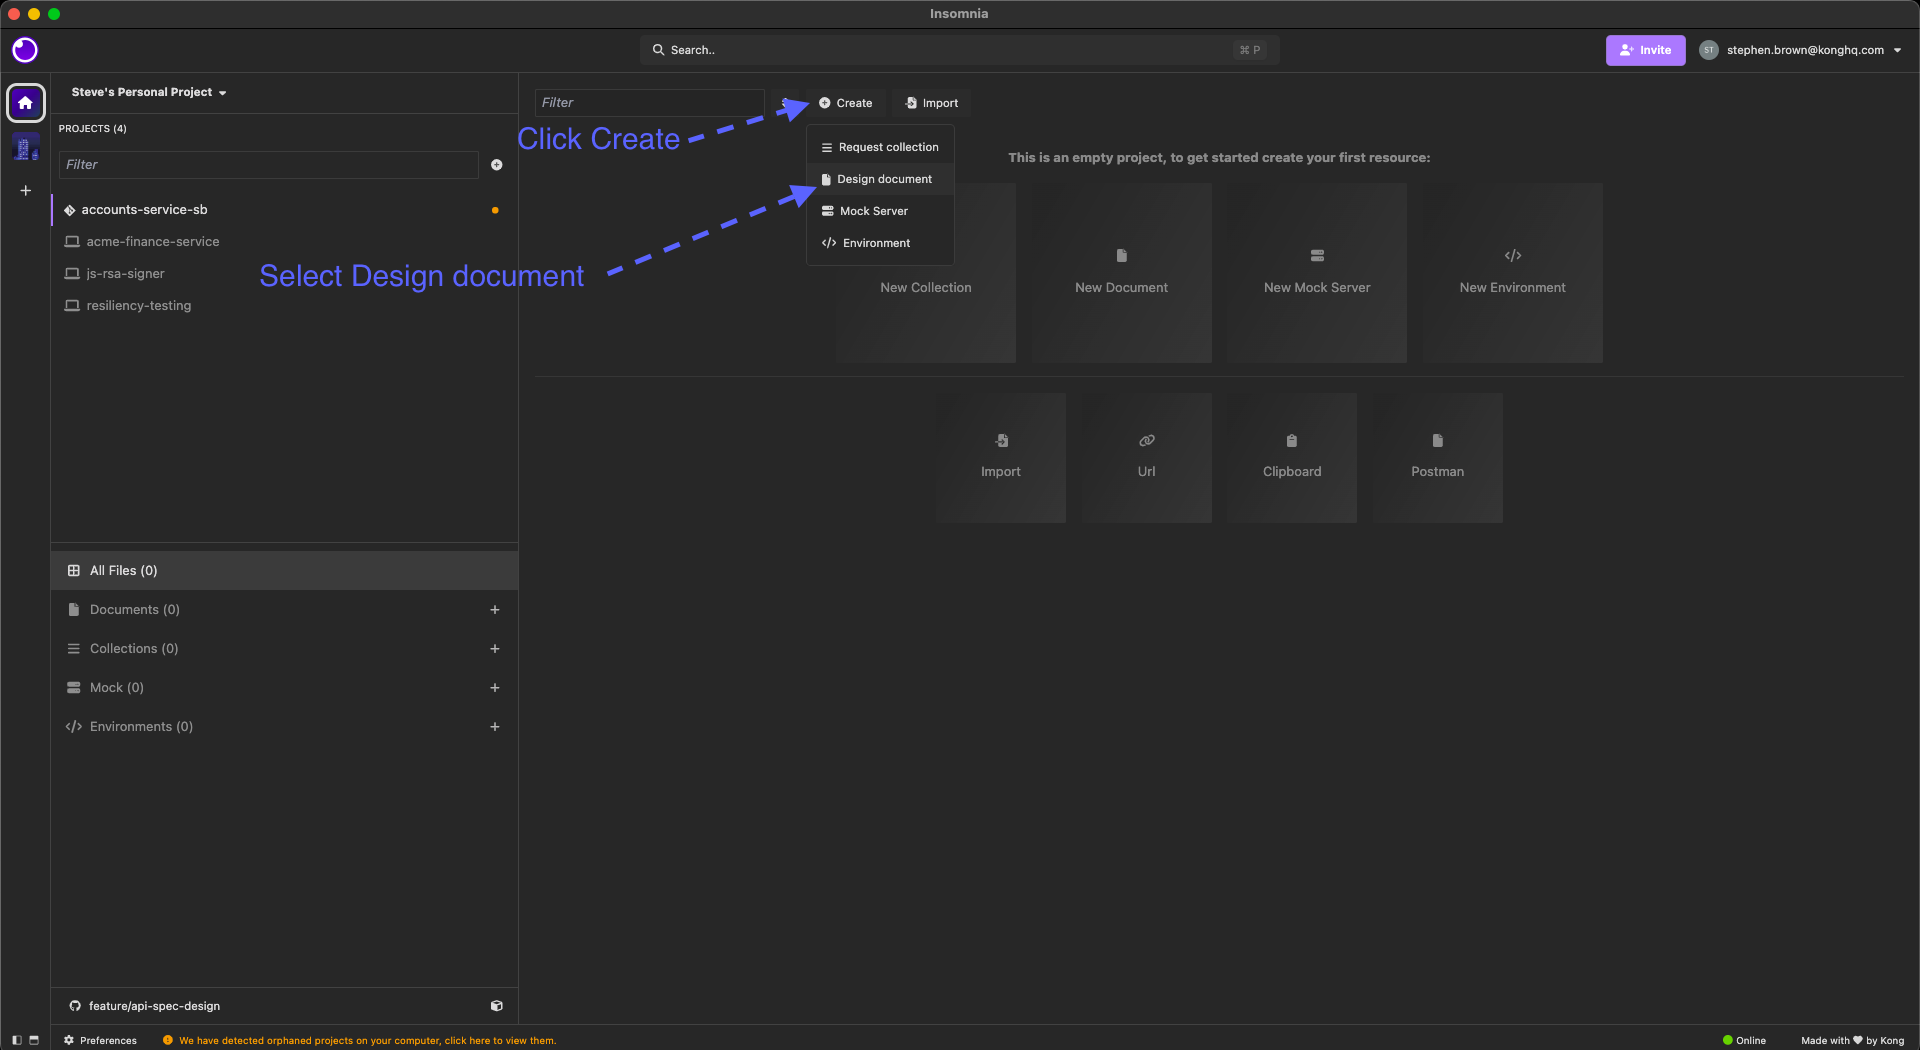 Insomnia
Search..
⌘ P
Invite
ST
stephen.brown@konghq.com
Steve's Personal Project
PROJECTS (4)
Filter
accounts-service-sb
acme-finance-service
js-rsa-signer
resiliency-testing
Filter
Create
Import
Click Create
Request collection
Design document
Mock Server
Environment
Select Design document
This is an empty project, to get started create your first resource:
New Collection
New Document
New Mock Server
New Environment
Import
Url
Clipboard
Postman
All Files (0)
Documents (0)
Collections (0)
Mock (0)
Environments (0)
feature/api-spec-design
Preferences
We have detected orphaned projects on your computer, click here to view them.
Online
Made with ♥ by Kong